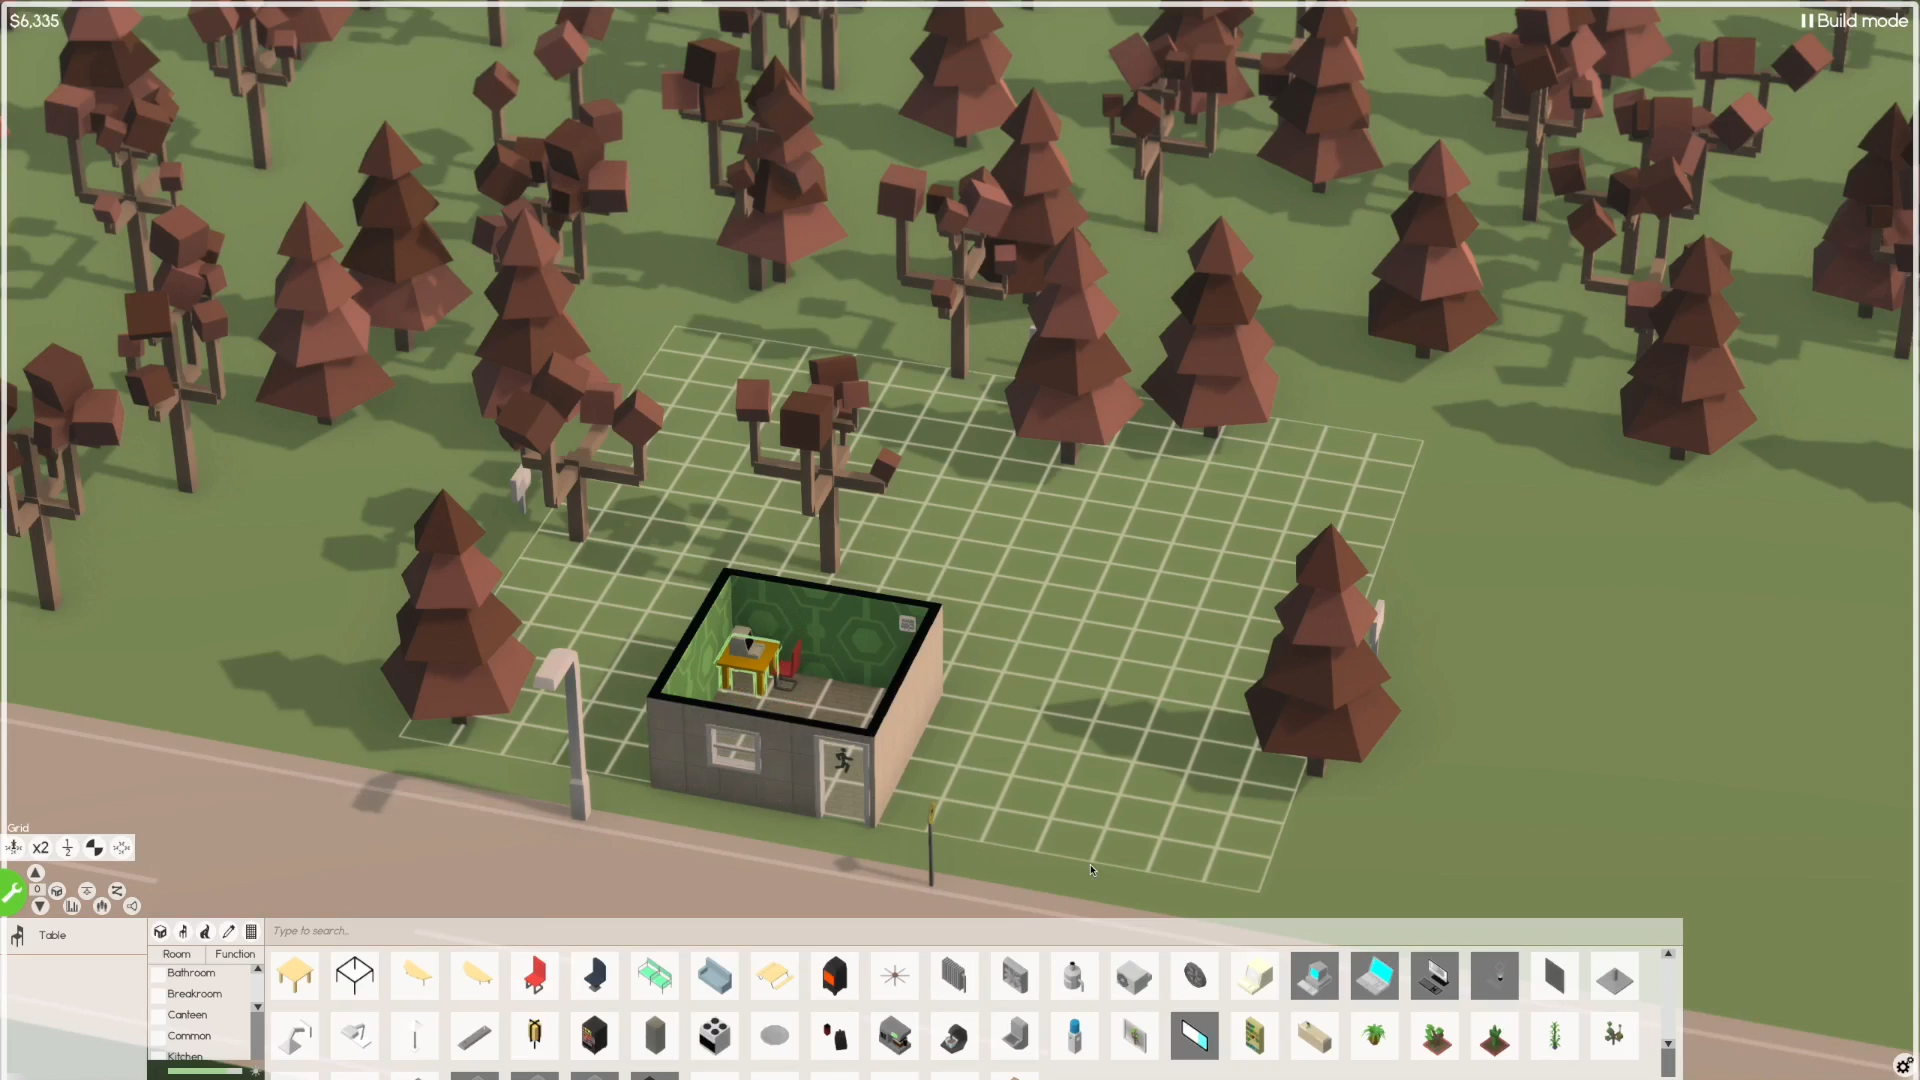 $6,335
Build mode
Grid
x2
1/2
0
Table
Type to search...
Room Function
Bathroom
Breakroom
Canteen
Common
Kitchen